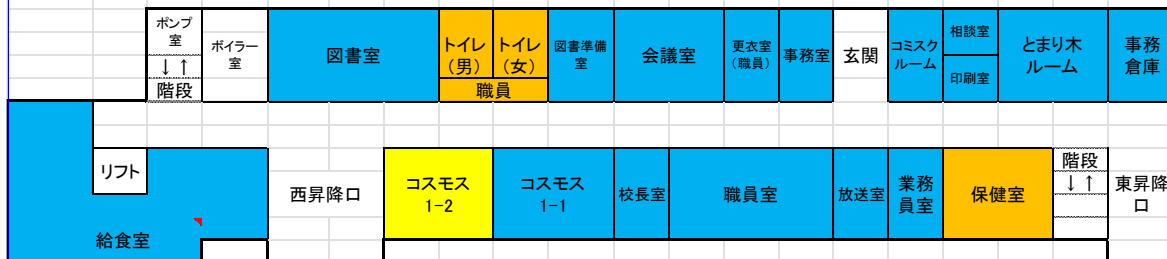 ポンプ
室
↓ ↑
階段
ボイラー
室
図書室
トイレ
(男)
トイレ
(女)
職員
図書準備
室
会議室
更衣室
(職員)
事務室
玄関
コミスク
ルーム
相談室
印刷室
とまり木
ルーム
事務
倉庫
リフト
給食室
西昇降口
コスモス
1-2
コスモス
1-1
校長室
職員室
放送室
業務
員室
保健室
階段
↓ ↑
東昇降
口